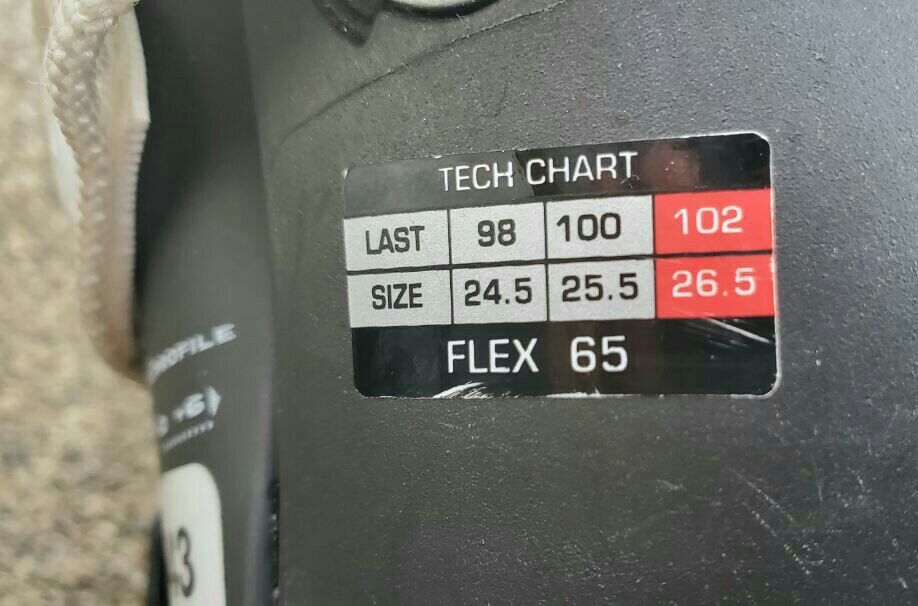 TECH CHART
LAST 98 100 102
SIZE 24.5 25.5 26.5
FLEX 65